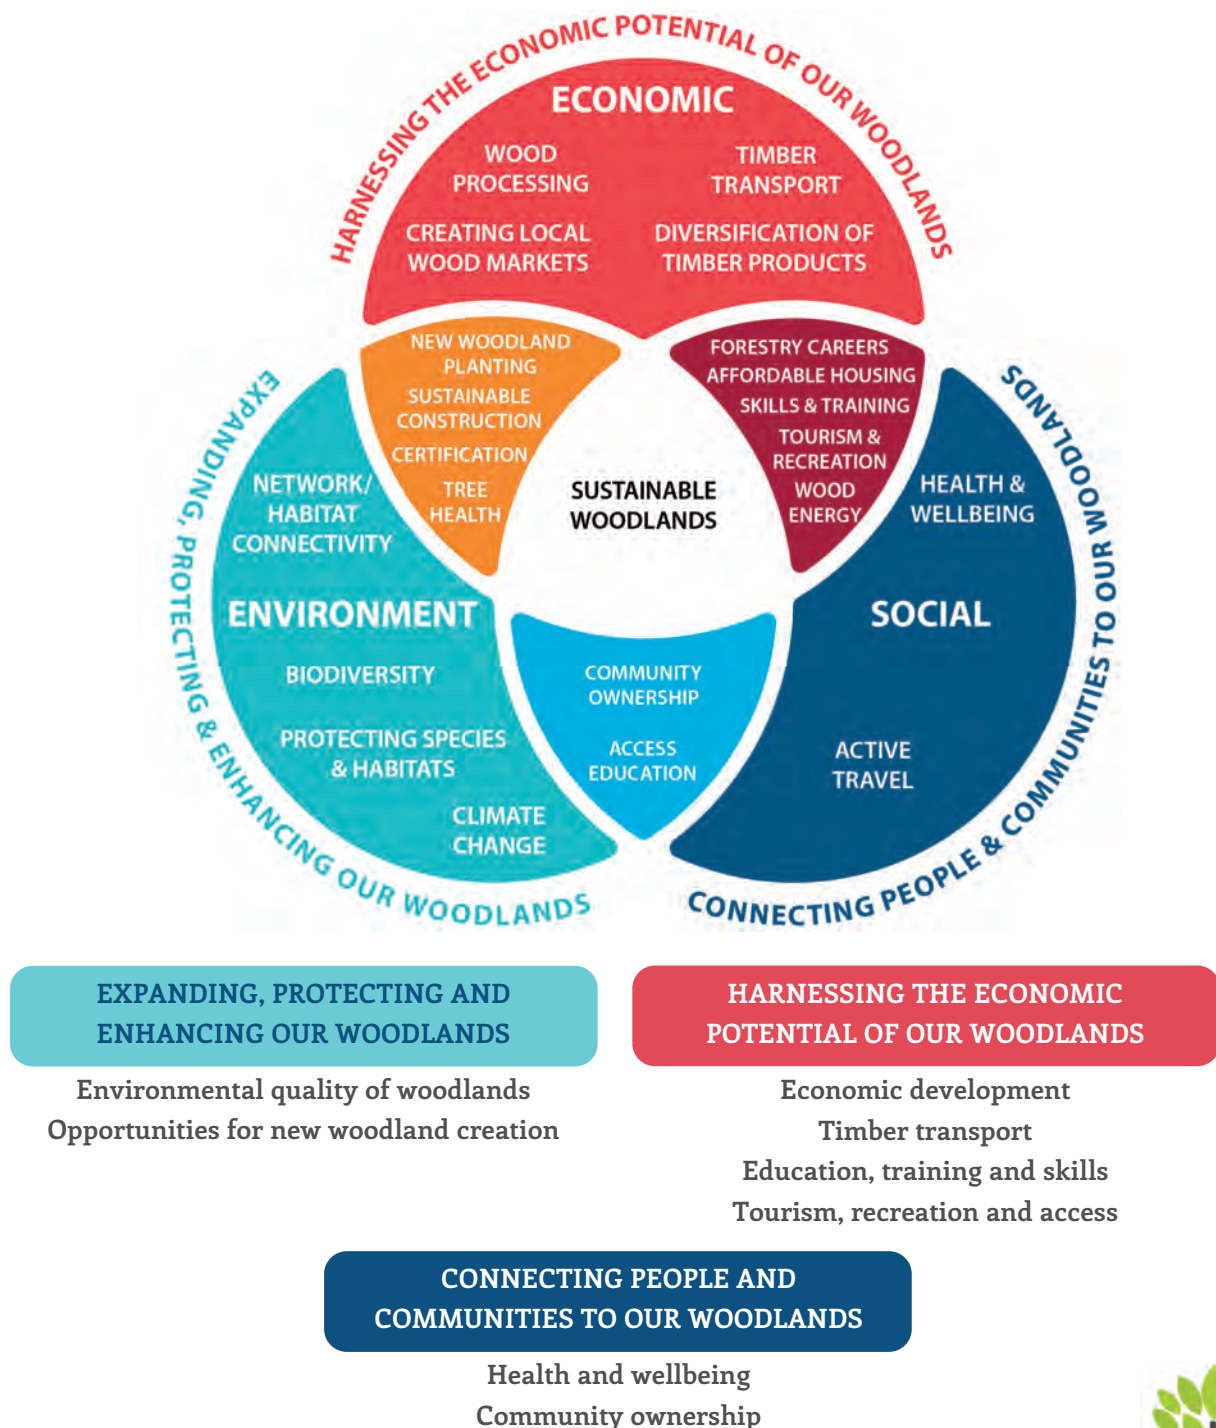 HARNESSING THE ECONOMIC POTENTIAL OF OUR WOODLANDS
ECONOMIC
WOOD
PROCESSING
TIMBER
TRANSPORT
CREATING LOCAL
WOOD MARKETS
DIVERSIFICATION OF
TIMBER PRODUCTS
NEW WOODLAND
PLANTING
SUSTAINABLE
CONSTRUCTION
CERTIFICATION
TREE
HEALTH
FORESTRY CAREERS
AFFORDABLE HOUSING
SKILLS & TRAINING
TOURISM &
RECREATION
WOOD
ENERGY
SUSTAINABLE
WOODLANDS
EXPANDING, PROTECTING & ENHANCING OUR WOODLANDS
NETWORK/
HABITAT
CONNECTIVITY
ENVIRONMENT
BIODIVERSITY
PROTECTING SPECIES
& HABITATS
CLIMATE
CHANGE
COMMUNITY
OWNERSHIP
ACCESS
EDUCATION
HEALTH &
WELLBEING
SOCIAL
ACTIVE
TRAVEL
CONNECTING PEOPLE & COMMUNITIES TO OUR WOODLANDS
EXPANDING, PROTECTING AND
ENHANCING OUR WOODLANDS
Environmental quality of woodlands
Opportunities for new woodland creation
HARNESSING THE ECONOMIC
POTENTIAL OF OUR WOODLANDS
Economic development
Timber transport
Education, training and skills
Tourism, recreation and access
CONNECTING PEOPLE AND
COMMUNITIES TO OUR WOODLANDS
Health and wellbeing
Community ownership